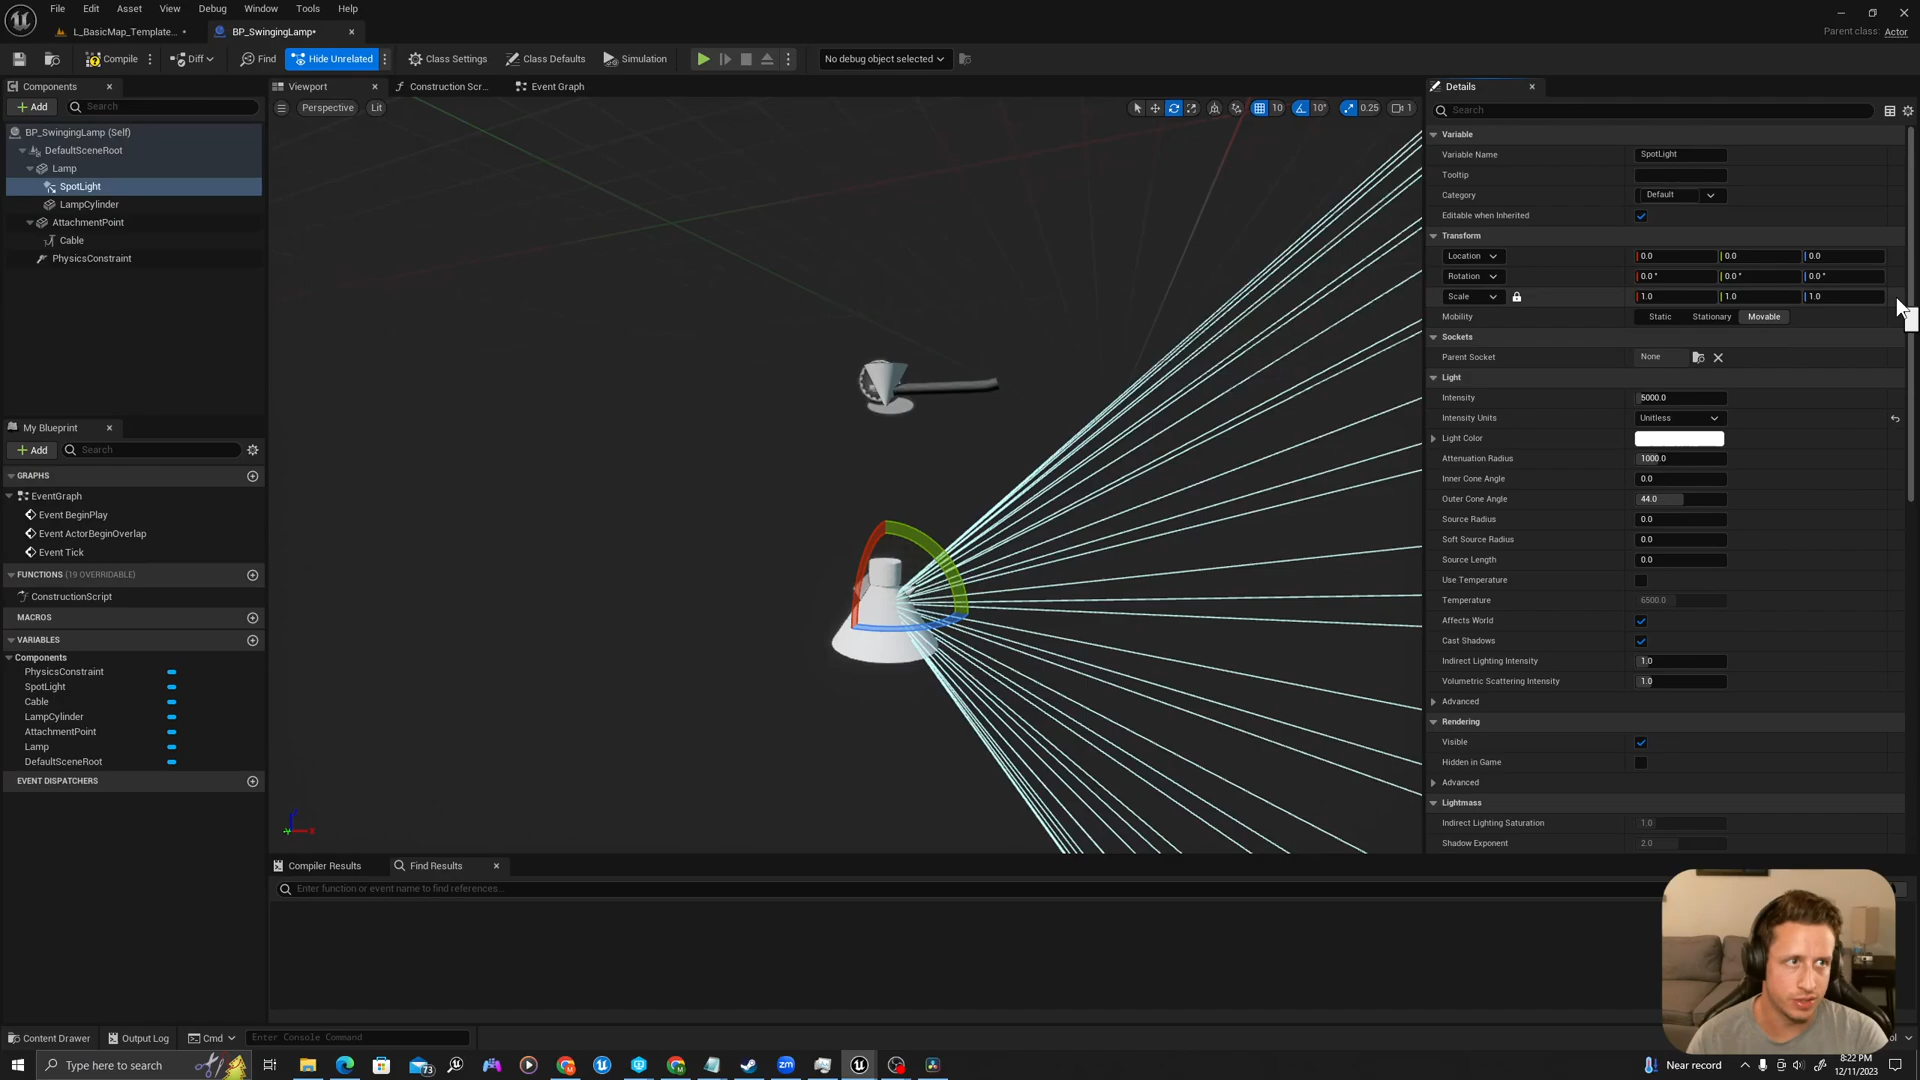 File Edit Asset View Debug Window Tools Help
L_BasicMap_Template... • BP_SwingingLamp• Parent class: Actor
Compile Diff Find Hide Unrelated Class Settings Class Defaults Simulation No debug object selected
Components Viewport Construction Scr... Event Graph Details
Add Search Perspective Lit 10 10° 0.25 1 Search
BP_SwingingLamp (Self)
DefaultSceneRoot
Lamp
SpotLight
LampCylinder
AttachmentPoint
Cable
PhysicsConstraint
My Blueprint
Add Search
GRAPHS
EventGraph
Event BeginPlay
Event ActorBeginOverlap
Event Tick
FUNCTIONS (19 OVERRIDABLE)
ConstructionScript
MACROS
VARIABLES
Components
PhysicsConstraint
SpotLight
Cable
LampCylinder
AttachmentPoint
Lamp
DefaultSceneRoot
EVENT DISPATCHERS
Variable
Variable Name SpotLight
Tooltip
Category Default
Editable when Inherited
Transform
Location 0.0 0.0 0.0
Rotation 0.0 ° 0.0 ° 0.0 °
Scale 1.0 1.0 1.0
Mobility Static Stationary Movable
Sockets
Parent Socket None
Light
Intensity 5000.0
Intensity Units Unitless
Light Color
Attenuation Radius 1000.0
Inner Cone Angle 0.0
Outer Cone Angle 44.0
Source Radius 0.0
Soft Source Radius 0.0
Source Length 0.0
Use Temperature
Temperature 6500.0
Affects World
Cast Shadows
Indirect Lighting Intensity 1.0
Volumetric Scattering Intensity 1.0
Advanced
Rendering
Visible
Hidden in Game
Advanced
Lightmass
Indirect Lighting Saturation 1.0
Shadow Exponent 2.0
Compiler Results Find Results
Enter function or event name to find references...
Content Drawer Output Log Cmd Enter Console Command
Type here to search 73 zm Near record 8:22 PM
12/11/2023